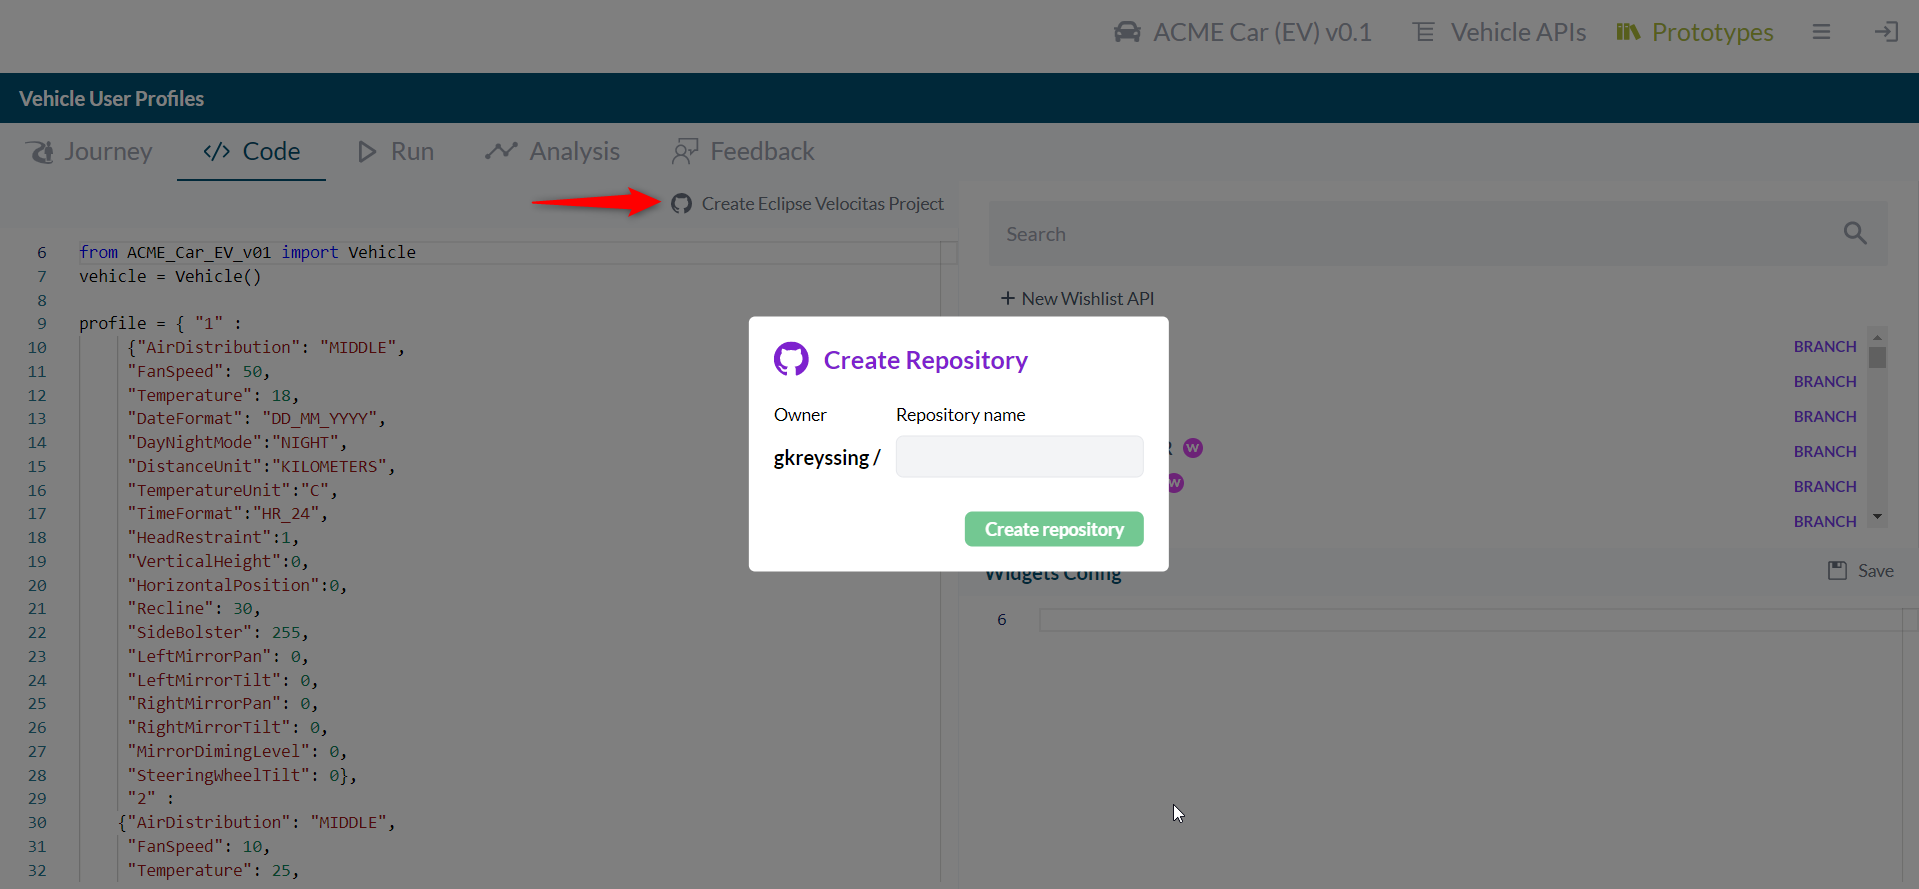 ACME Car (EV) v0.1
Vehicle APIs
Prototypes
Vehicle User Profiles
Journey
</> Code
Run
Analysis
Feedback
Create Eclipse Velocitas Project
6 from ACME_Car_EV_v01 import Vehicle
7 vehicle = Vehicle()
8
9 profile = { "1" :
10 {"AirDistribution": "MIDDLE",
11 "FanSpeed": 50,
12 "Temperature": 18,
13 "DateFormat": "DD_MM_YYYY",
14 "DayNightMode":"NIGHT",
15 "DistanceUnit":"KILOMETERS",
16 "TemperatureUnit":"C",
17 "TimeFormat":"HR_24",
18 "HeadRestraint":1,
19 "VerticalHeight":0,
20 "HorizontalPosition":0,
21 "Recline": 30,
22 "SideBolster": 255,
23 "LeftMirrorPan": 0,
24 "LeftMirrorTilt": 0,
25 "RightMirrorPan": 0,
26 "RightMirrorTilt": 0,
27 "MirrorDimingLevel": 0,
28 "SteeringWheelTilt": 0},
29 "2" :
30 {"AirDistribution": "MIDDLE",
31 "FanSpeed": 10,
32 "Temperature": 25,
Search
+ New Wishlist API
BRANCH
BRANCH
BRANCH
W BRANCH
W BRANCH
BRANCH
Create Repository
Owner
Repository name
gkreyssing /
Create repository
Widgets Config
Save
6